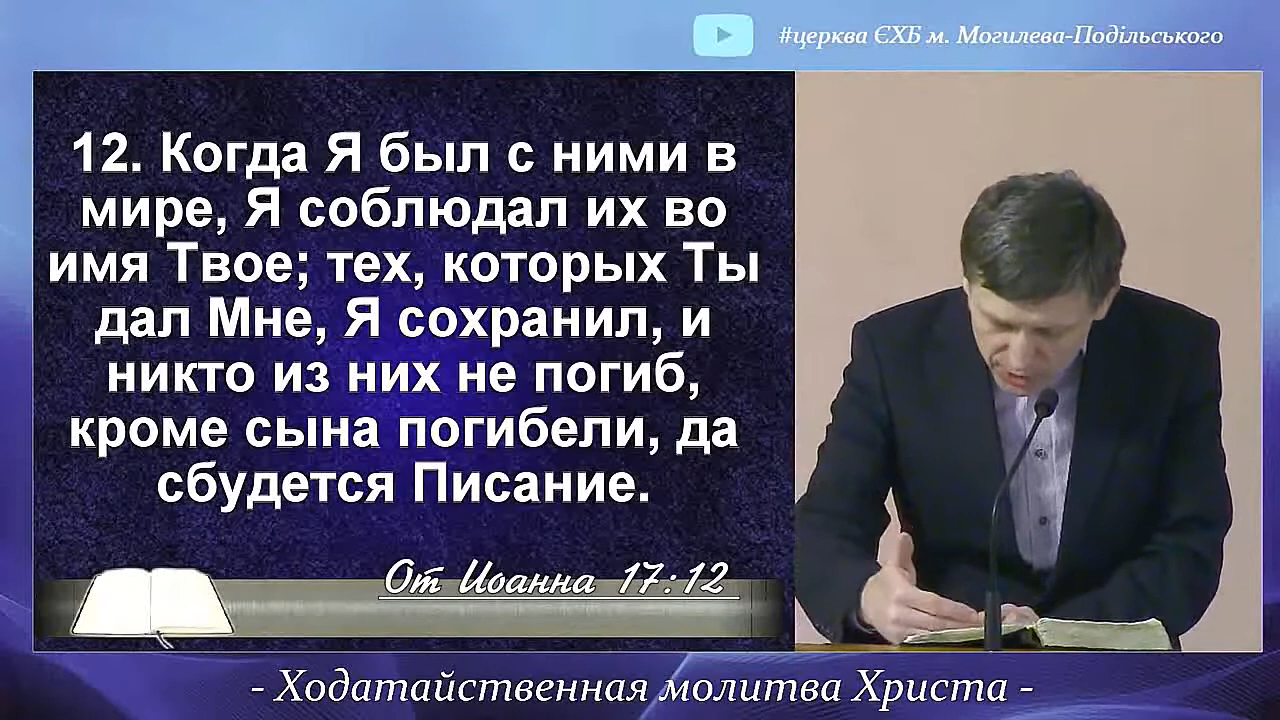 #церква ЄХБ м. Могилева-Подільського
12. Когда Я был с ними в
мире, Я соблюдал их во
имя Твое; тех, которых Ты
дал Мне, Я сохранил, и
никто из них не погиб,
кроме сына погибели, да
сбудется Писание.
От Иоанна 17:12
- Ходатайственная молитва Христа -